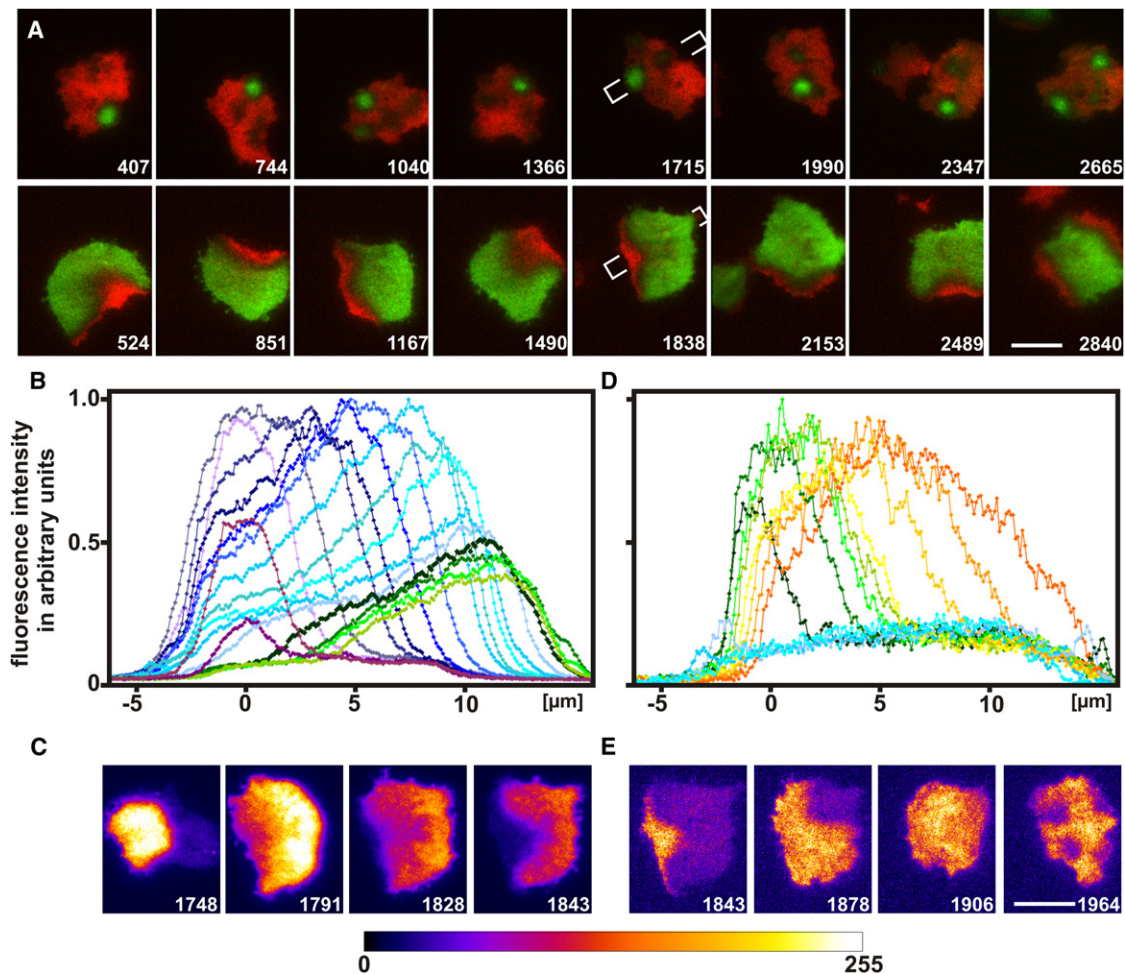 A
407 744 1040 1366 1715 1990 2347 2665
524 851 1167 1490 1838 2153 2489 2840
B D
fluorescence intensity
in arbitrary units
1.0
0.5
0
-5 0 5 10 [µm]
-5 0 5 10 [µm]
C E
1748 1791 1828 1843 1843 1878 1906 1964
0 255